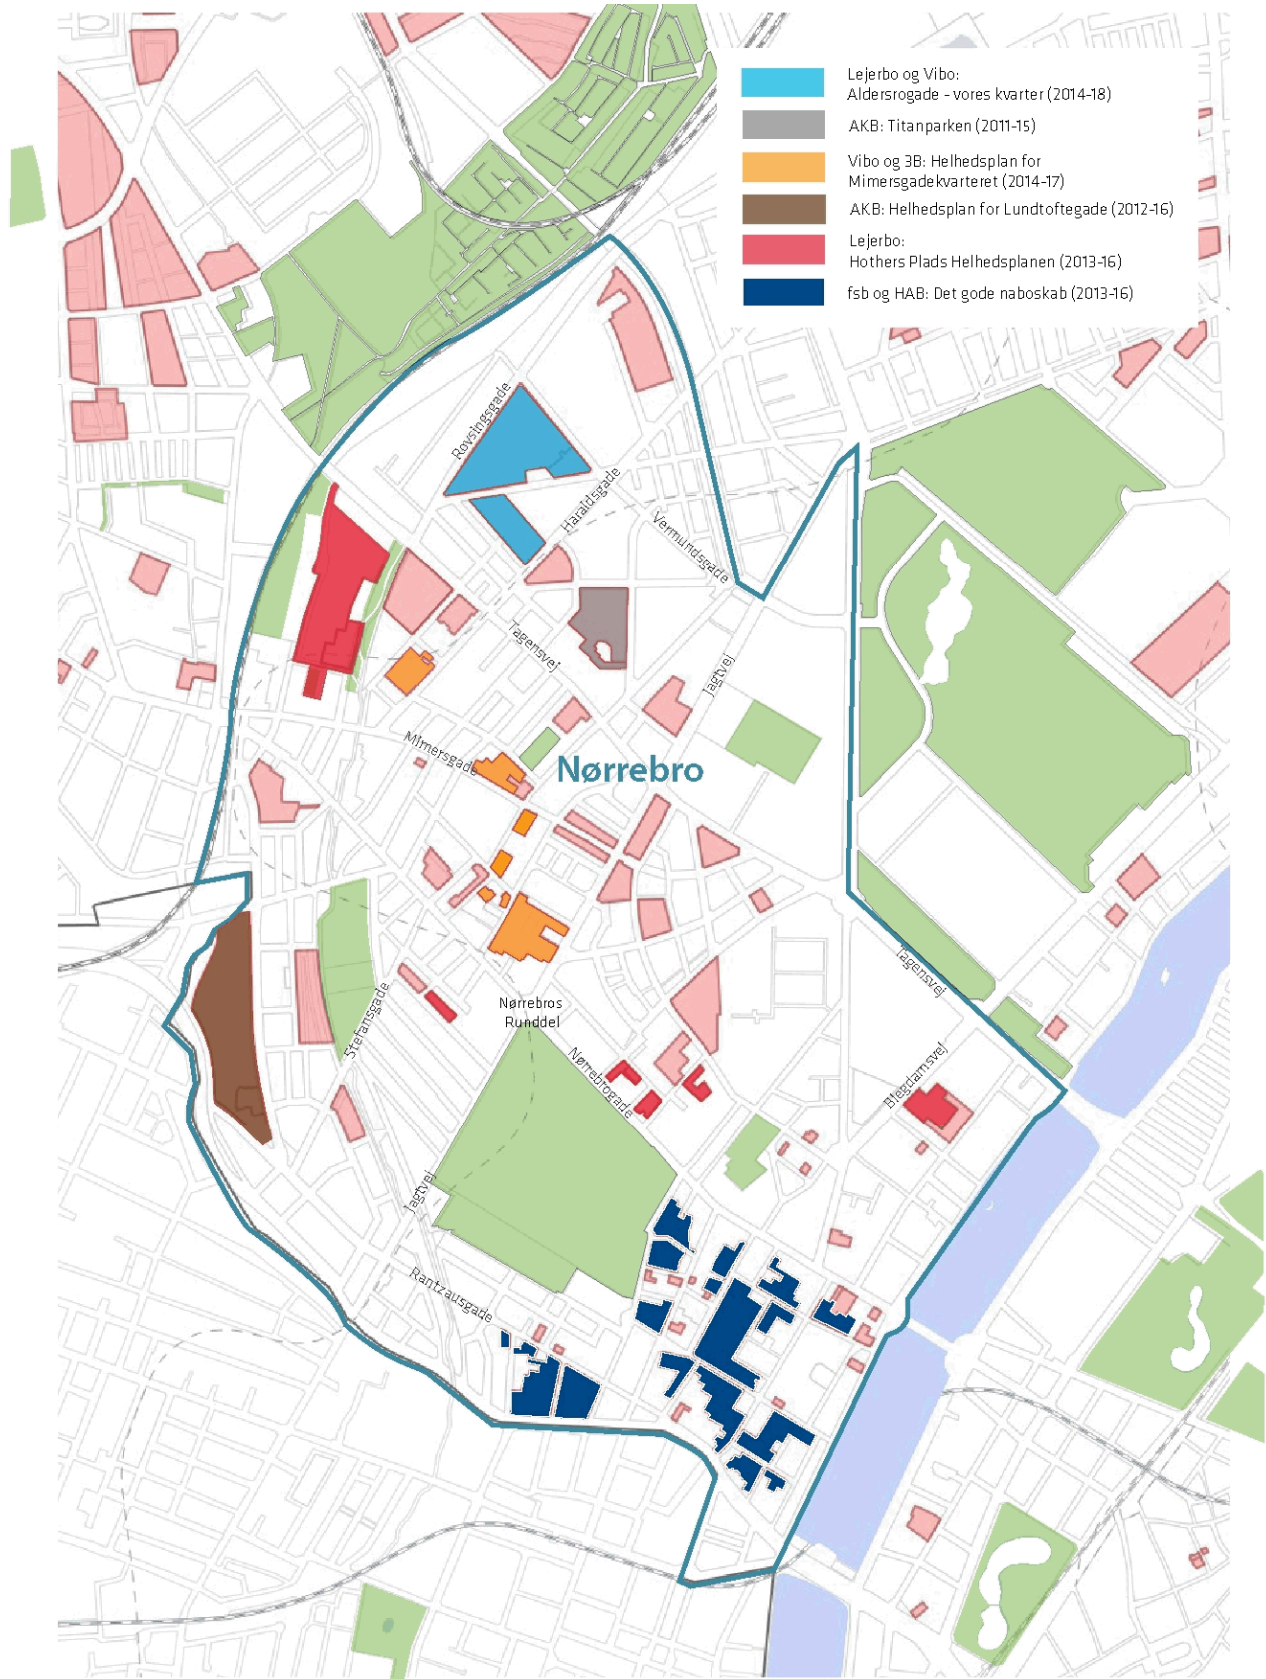 Lejerbo og Vibo:
Aldersrogade - vores kvarter (2014-18)
AKB: Titanparken (2011-15)
Vibo og 3B: Helhedsplan for
Mimersgadekvarteret (2014-17)
AKB: Helhedsplan for Lundtoftegade (2012-16)
Lejerbo:
Hothers Plads Helhedsplanen (2013-16)
fsb og HAB: Det gode naboskab (2013-16)
Rovsingsgade
Haraldsgade
Vermundsgade
Tagensvej
Jagtvej
Mimersgade
Nørrebro
Tagensvej
Stefansgade
Nørrebros
Runddel
Nørrebrogade
Blegdamsvej
Jagtvej
Rantzausgade